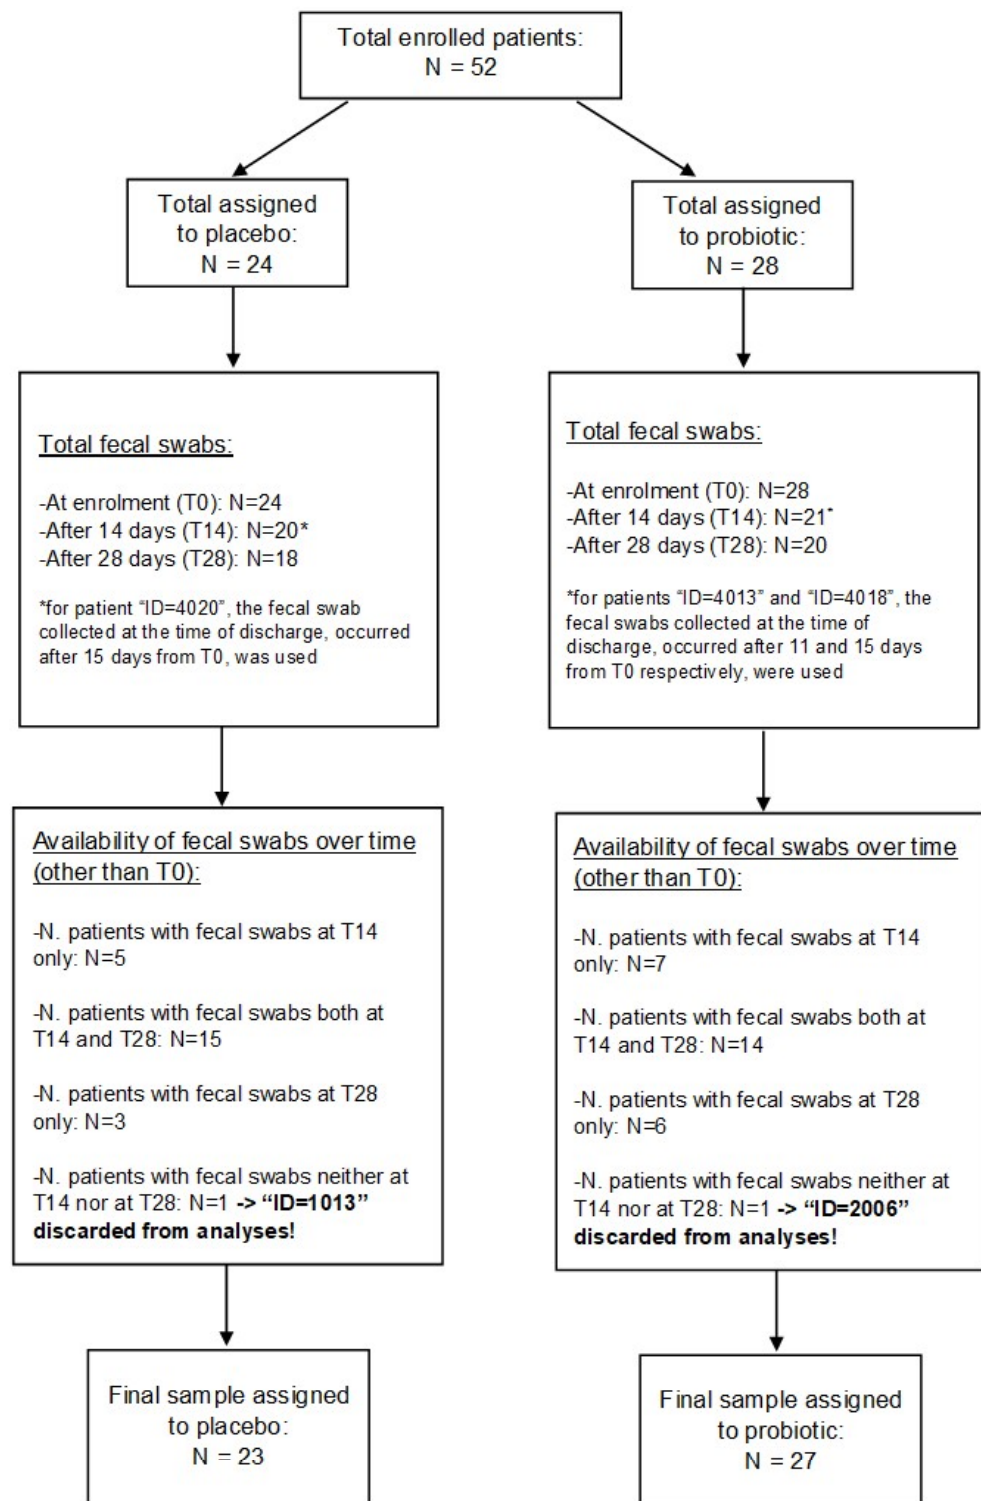 Total enrolled patients:
N = 52
Total assigned
to placebo:
N = 24
Total assigned
to probiotic:
N = 28
Total fecal swabs:
-At enrolment (T0): N=24
-After 14 days (T14): N=20*
-After 28 days (T28): N=18
*for patient “ID=4020”, the fecal swab
collected at the time of discharge, occurred
after 15 days from T0, was used
Total fecal swabs:
-At enrolment (T0): N=28
-After 14 days (T14): N=21*
-After 28 days (T28): N=20
*for patients “ID=4013” and “ID=4018”, the
fecal swabs collected at the time of
discharge, occurred after 11 and 15 days
from T0 respectively, were used
Availability of fecal swabs over time
(other than T0):
-N. patients with fecal swabs at T14
only: N=5
-N. patients with fecal swabs both at
T14 and T28: N=15
-N. patients with fecal swabs at T28
only: N=3
-N. patients with fecal swabs neither at
T14 nor at T28: N=1 -> “ID=1013”
discarded from analyses!
Availability of fecal swabs over time
(other than T0):
-N. patients with fecal swabs at T14
only: N=7
-N. patients with fecal swabs both at
T14 and T28: N=14
-N. patients with fecal swabs at T28
only: N=6
-N. patients with fecal swabs neither at
T14 nor at T28: N=1 -> “ID=2006”
discarded from analyses!
Final sample assigned
to placebo:
N = 23
Final sample assigned
to probiotic:
N = 27